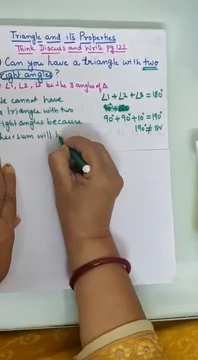 Triangle and its Properties
Think Discuss and Write pg 122
Can you have a triangle with two
right angles?
∠1, ∠2, ∠3 be the 3 angles of Δ
∠1 + ∠2 + ∠3 = 180°
We cannot have
a triangle with two
90° + 90° + 10° = 190°
right angles because
190° ≠ 180°
their sum will b